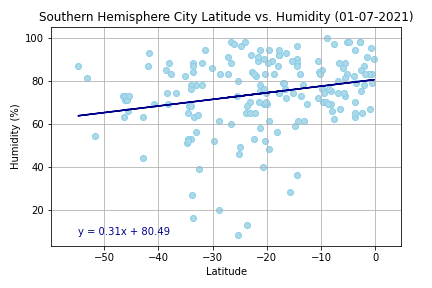 Southern Hemisphere City Latitude vs. Humidity (01-07-2021)
100
80
60
40
20
Humidity (%)
y = 0.31x + 80.49
−50
−40
−30
−20
−10
0
Latitude